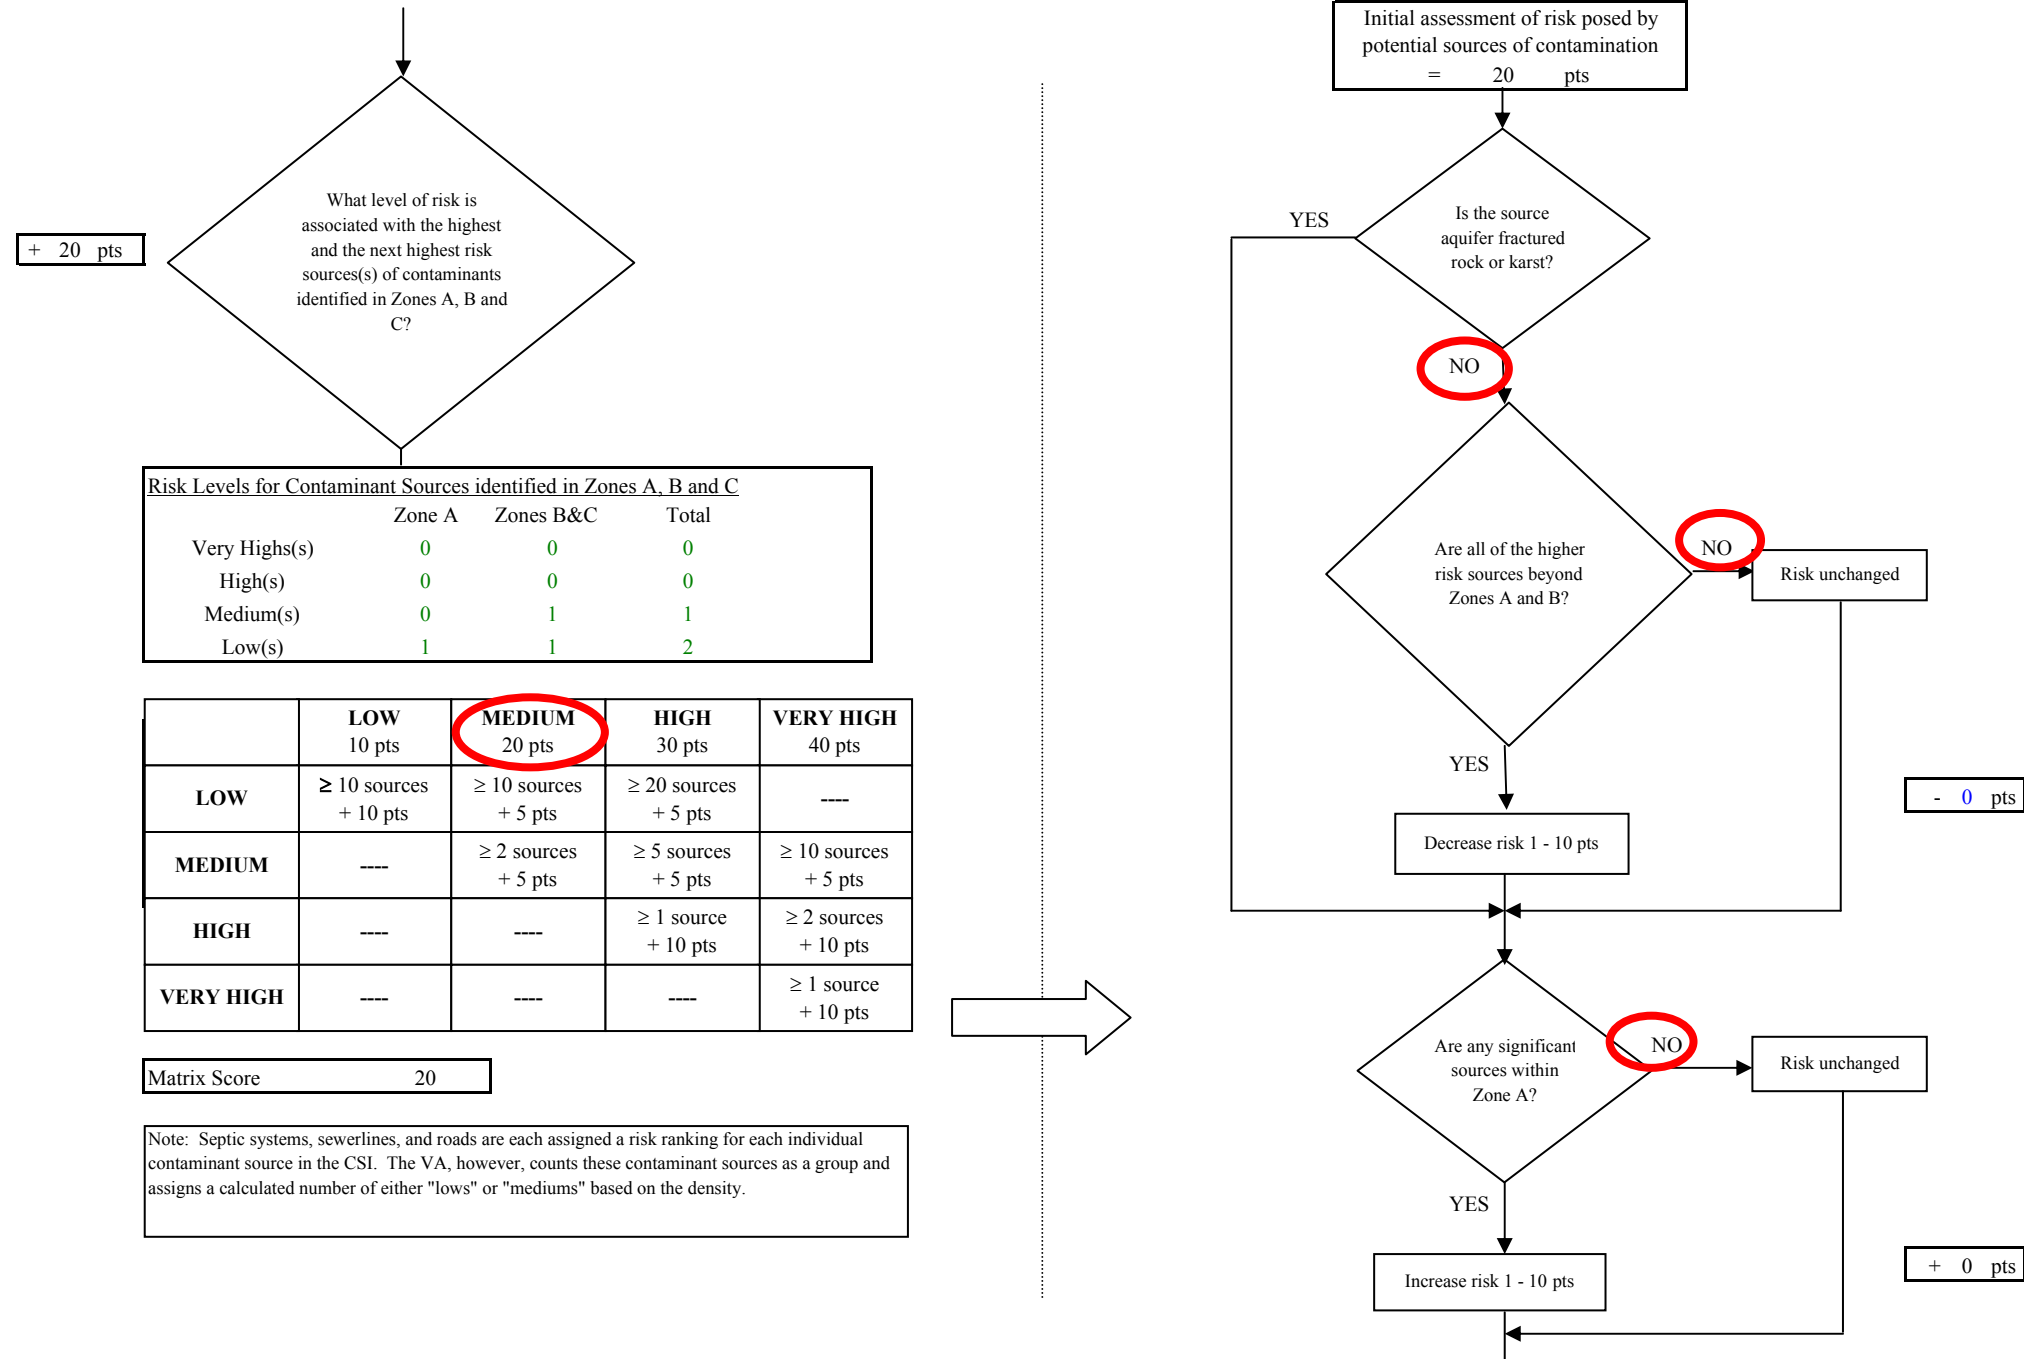 + 20 pts
What level of risk is
associated with the highest
and the next highest risk
sources(s) of contaminants
identified in Zones A, B and
C?
Risk Levels for Contaminant Sources identified in Zones A, B and C
Zone A Zones B&C Total
Very Highs(s) 0 0 0
High(s) 0 0 0
Medium(s) 0 1 1
Low(s) 1 1 2
LOW MEDIUM HIGH VERY HIGH
10 pts 20 pts 30 pts 40 pts
LOW
≥ 10 sources ≥ 10 sources ≥ 20 sources ----
+ 10 pts + 5 pts + 5 pts
MEDIUM
---- ≥ 2 sources ≥ 5 sources ≥ 10 sources
+ 5 pts + 5 pts + 5 pts
HIGH
---- ---- ≥ 1 source ≥ 2 sources
+ 10 pts + 10 pts
VERY HIGH
---- ---- ---- ≥ 1 source
+ 10 pts
Matrix Score 20
Note: Septic systems, sewerlines, and roads are each assigned a risk ranking for each individual
contaminant source in the CSI. The VA, however, counts these contaminant sources as a group and
assigns a calculated number of either "lows" or "mediums" based on the density.
Initial assessment of risk posed by
potential sources of contamination
= 20 pts
YES
Is the source
aquifer fractured
rock or karst?
NO
Are all of the higher
risk sources beyond
Zones A and B?
NO
Risk unchanged
YES
- 0 pts
Decrease risk 1 - 10 pts
Are any significant
sources within
Zone A?
NO
Risk unchanged
YES
+ 0 pts
Increase risk 1 - 10 pts